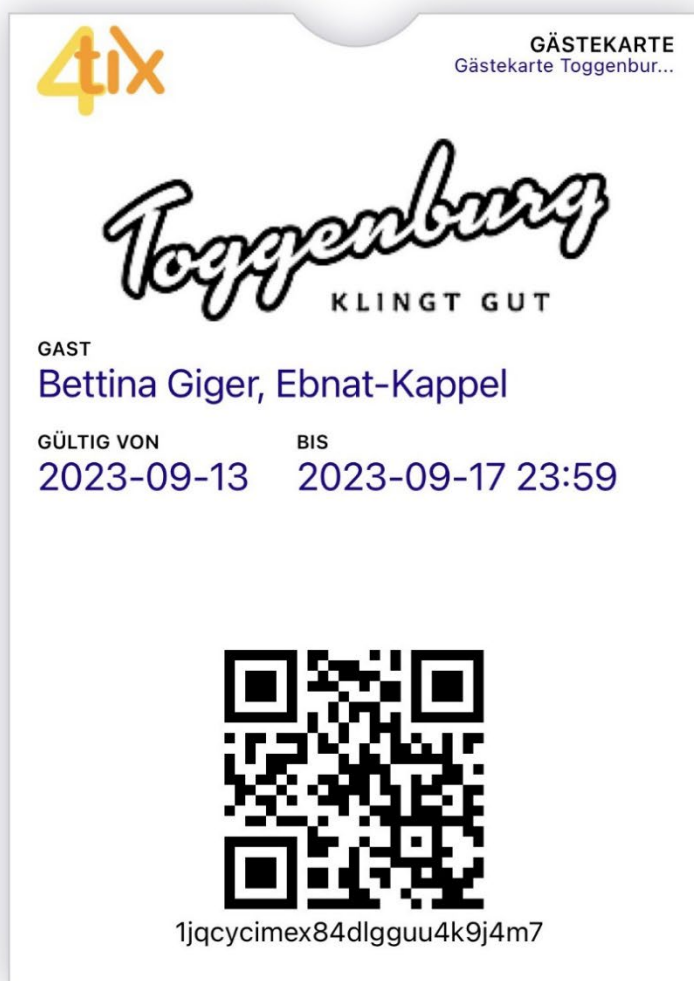 4tix
GÄSTEKARTE
Gästekarte Toggenbur...
Toggenburg
KLINGT GUT
GAST
Bettina Giger, Ebnat-Kappel
GÜLTIG VON BIS
2023-09-13 2023-09-17 23:59
1jqcycimex84dlgguu4k9j4m7